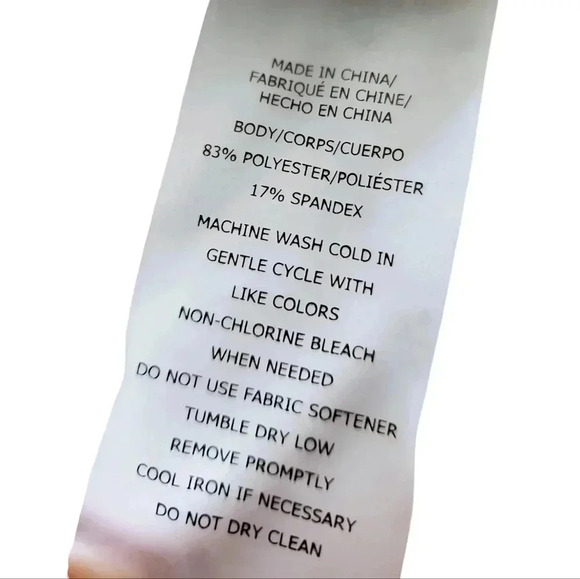 MADE IN CHINA/
FABRIQUÉ EN CHINE/
HECHO EN CHINA
BODY/CORPS/CUERPO
83% POLYESTER/POLIÉSTER
17% SPANDEX
MACHINE WASH COLD IN
GENTLE CYCLE WITH
LIKE COLORS
NON-CHLORINE BLEACH
WHEN NEEDED
DO NOT USE FABRIC SOFTENER
TUMBLE DRY LOW
REMOVE PROMPTLY
COOL IRON IF NECESSARY
DO NOT DRY CLEAN